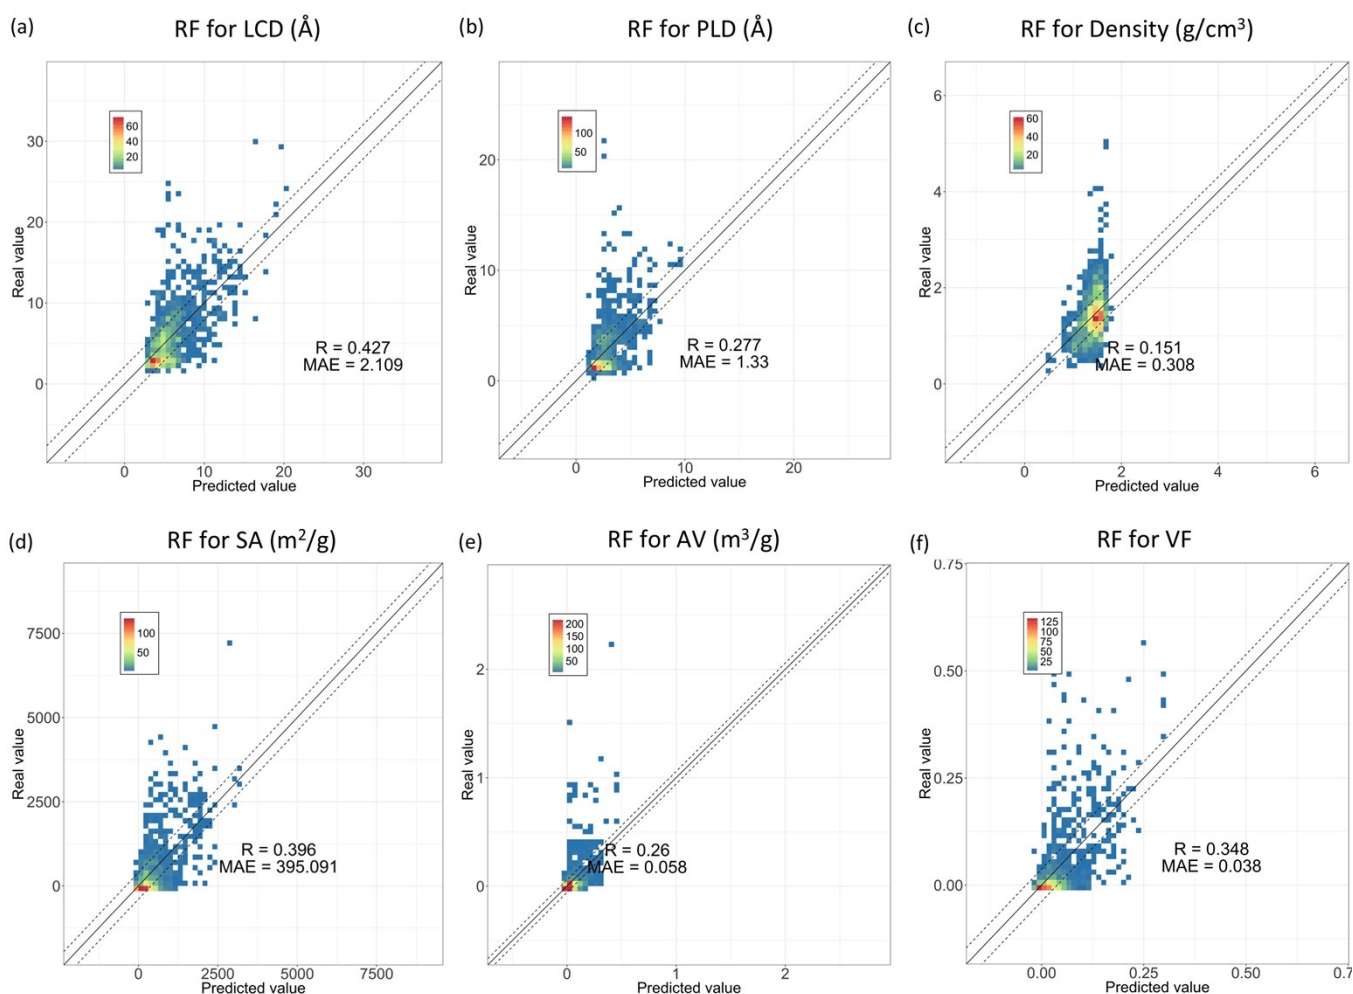 (a) RF for LCD (Å)
60
40
20
30
20
10
0
Real value
R = 0.427
MAE = 2.109
0 10 20 30
Predicted value
(b) RF for PLD (Å)
100
50
20
10
0
Real value
R = 0.277
MAE = 1.33
0 10 20
Predicted value
(c) RF for Density (g/cm³)
60
40
20
6
4
2
0
Real value
R = 0.151
MAE = 0.308
0 2 4 6
Predicted value
(d) RF for SA (m²/g)
100
50
7500
5000
2500
0
Real value
R = 0.396
MAE = 395.091
0 2500 5000 7500
Predicted value
(e) RF for AV (m³/g)
200
150
100
50
2
1
0
Real value
R = 0.26
MAE = 0.058
0 1 2
Predicted value
(f) RF for VF
125
100
75
50
25
0.75
0.50
0.25
0.00
Real value
R = 0.348
MAE = 0.038
0.00 0.25 0.50 0.7
Predicted value